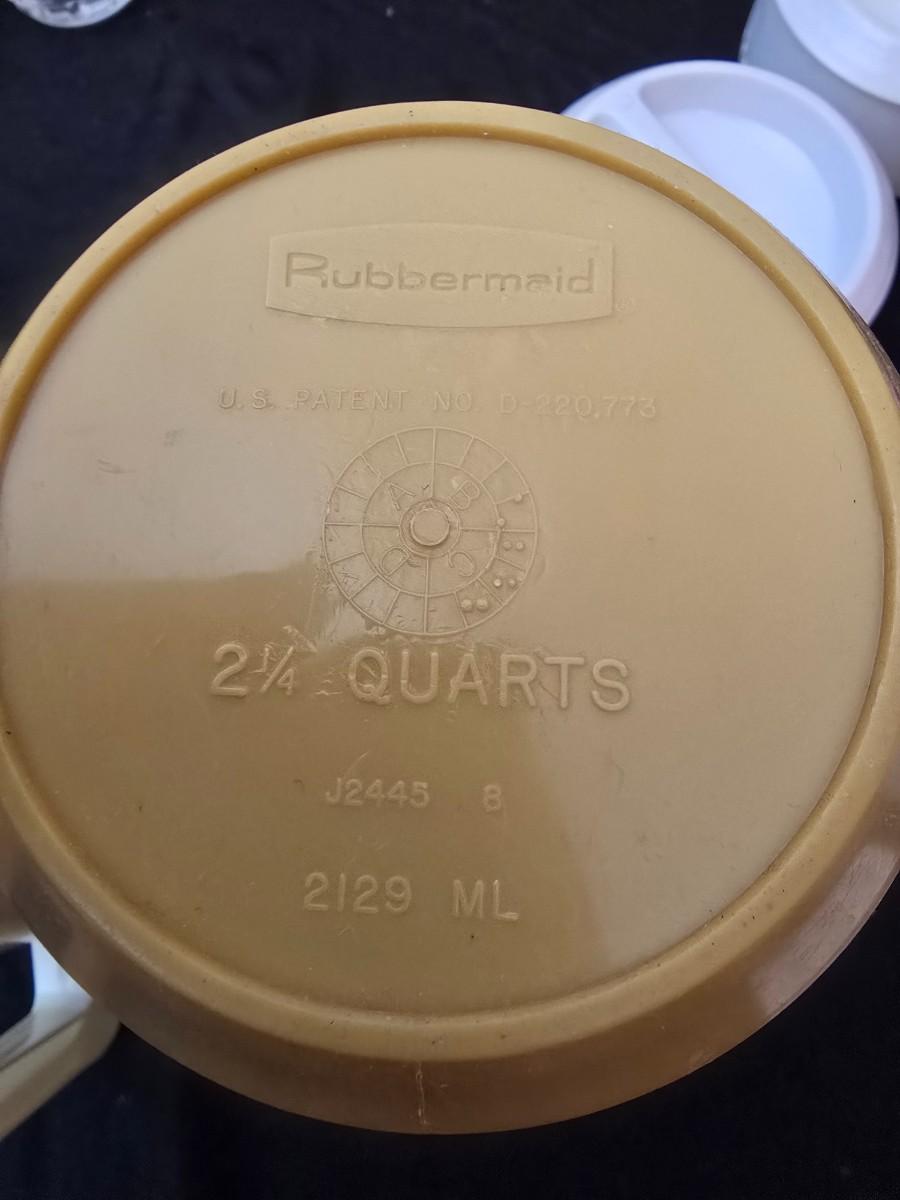 Rubbermaid ®
U.S. PATENT NO. D-220,773
A B
D C
2¼ QUARTS
J2445 8
2129 ML